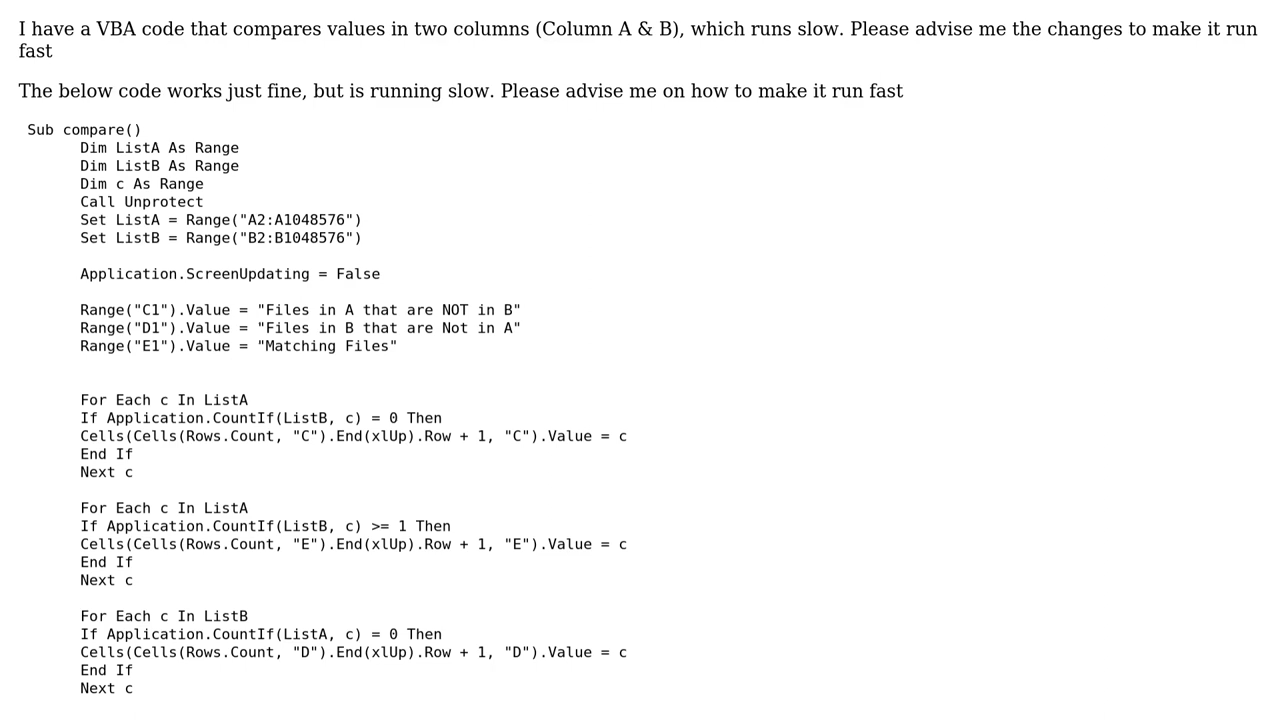 I have a VBA code that compares values in two columns (Column A & B), which runs slow. Please advise me the changes to make it run
fast
The below code works just fine, but is running slow. Please advise me on how to make it run fast
Sub compare()
Dim ListA As Range
Dim ListB As Range
Dim c As Range
Call Unprotect
Set ListA = Range("A2:A1048576")
Set ListB = Range("B2:B1048576")
Application.ScreenUpdating = False
Range("C1").Value = "Files in A that are NOT in B"
Range("D1").Value = "Files in B that are Not in A"
Range("E1").Value = "Matching Files"
For Each c In ListA
If Application.CountIf(ListB, c) = 0 Then
Cells(Cells(Rows.Count, "C").End(xlUp).Row + 1, "C").Value = c
End If
Next c
For Each c In ListA
If Application.CountIf(ListB, c) >= 1 Then
Cells(Cells(Rows.Count, "E").End(xlUp).Row + 1, "E").Value = c
End If
Next c
For Each c In ListB
If Application.CountIf(ListA, c) = 0 Then
Cells(Cells(Rows.Count, "D").End(xlUp).Row + 1, "D").Value = c
End If
Next c